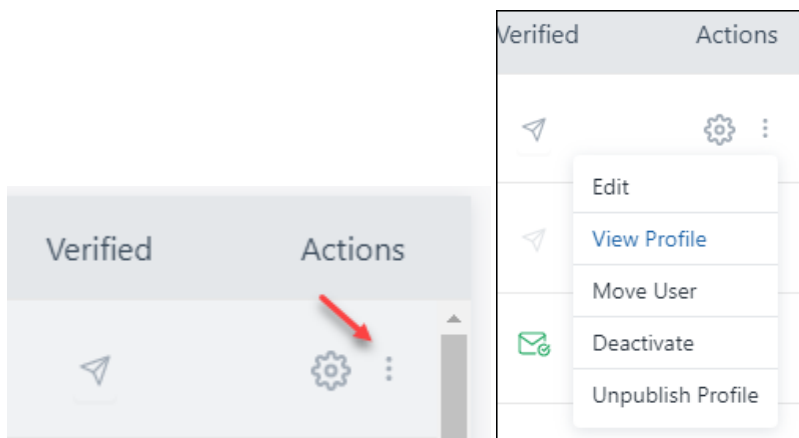 Verified Actions
Verified Actions
Edit
View Profile
Move User
Deactivate
Unpublish Profile